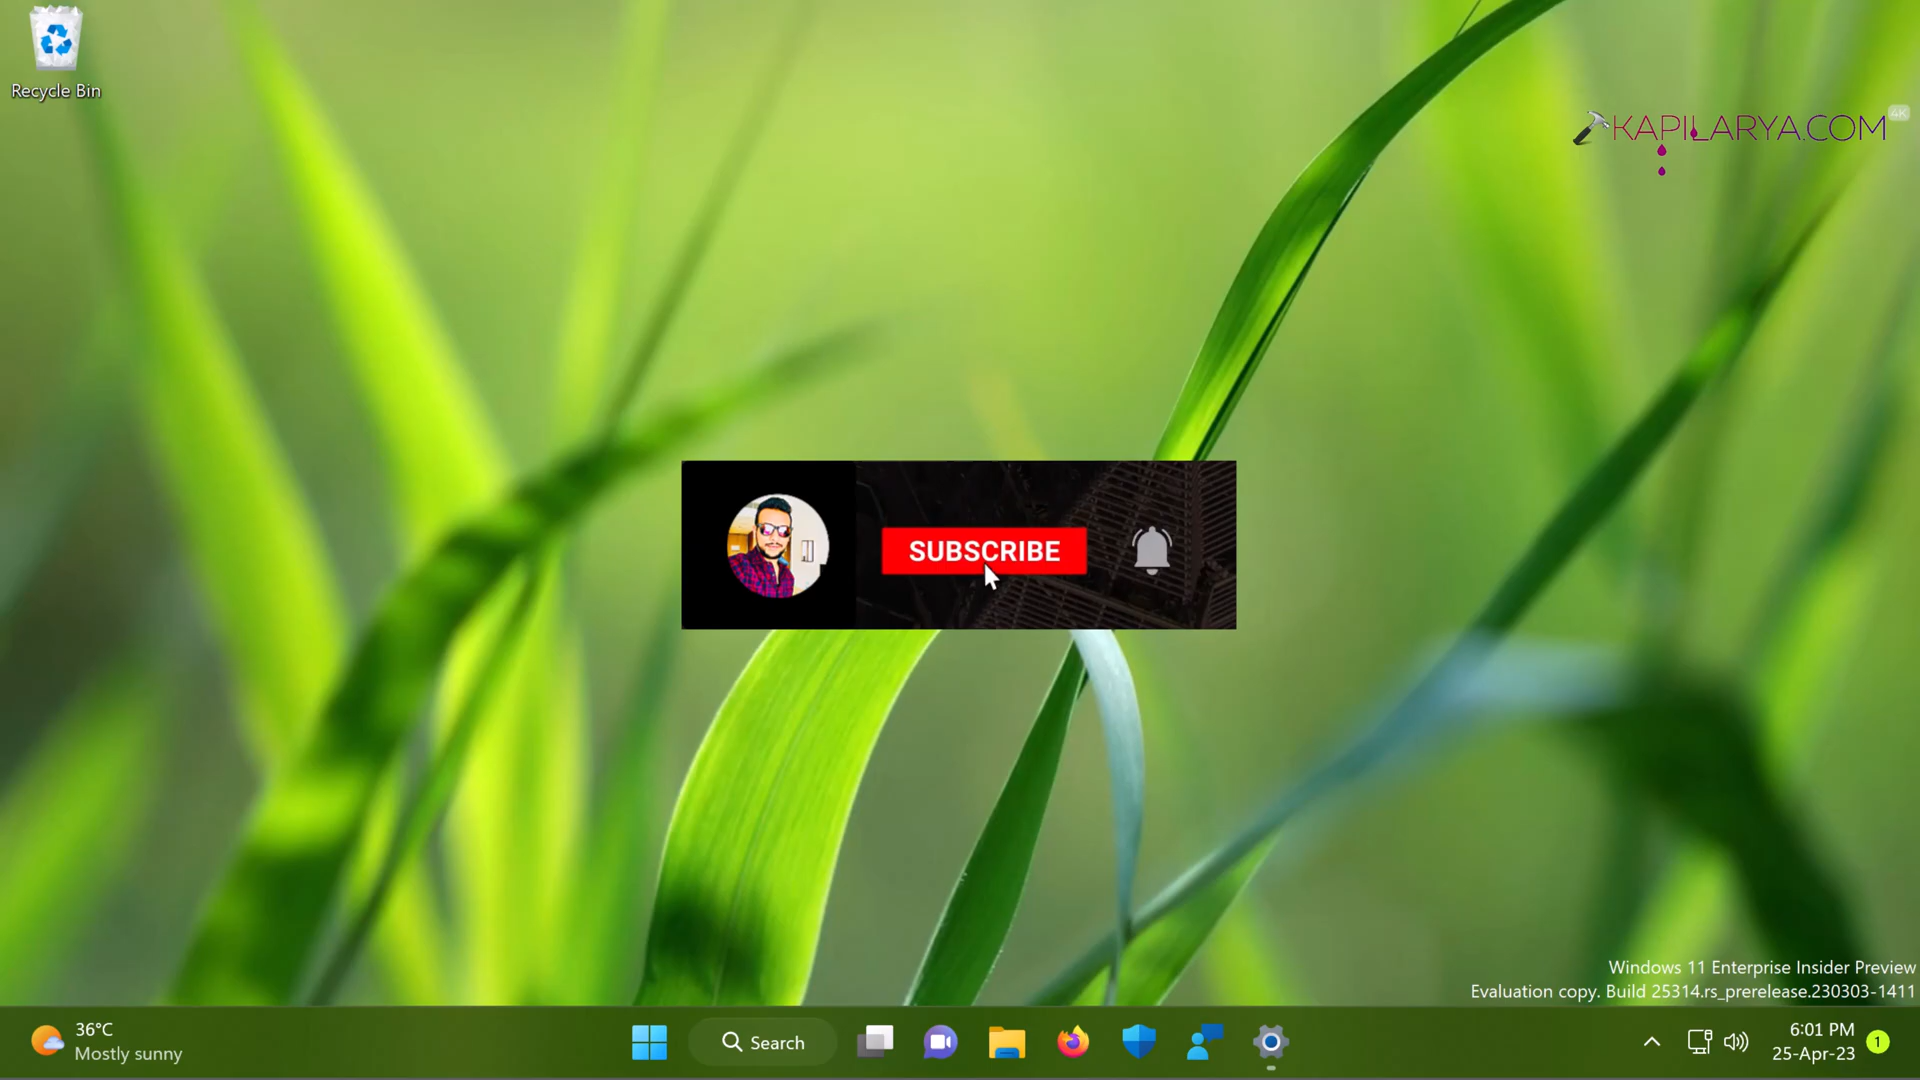 Recycle Bin
KAPILARYA.COM
4K
SUBSCRIBE
Windows 11 Enterprise Insider Preview
Evaluation copy. Build 25314.rs_prerelease.230303-1411
36°C
Mostly sunny
Search
6:01 PM
25-Apr-23
1